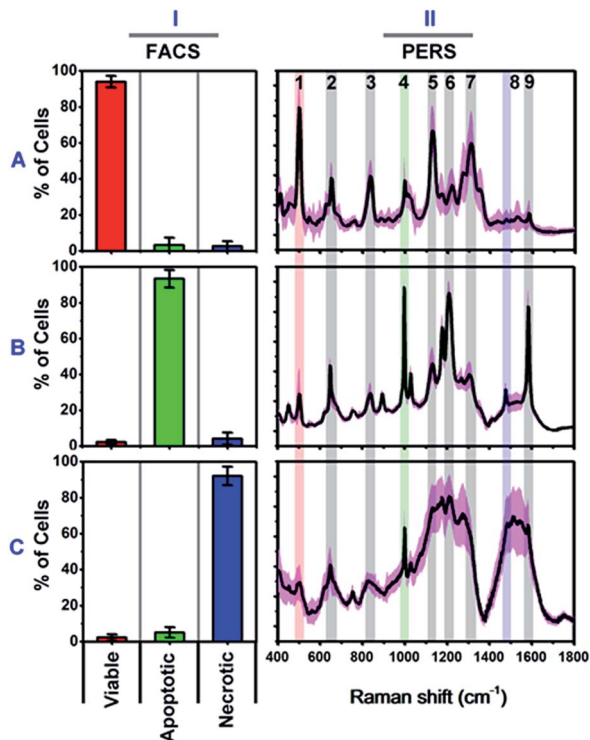 I II
FACS PERS
A
% of Cells
100
80
60
40
20
0
1 2 3 4 5 6 7 8 9
B
% of Cells
100
80
60
40
20
0
C
% of Cells
100
80
60
40
20
0
Viable Apoptotic Necrotic
400 600 800 1000 1200 1400 1600 1800
Raman shift (cm⁻¹)